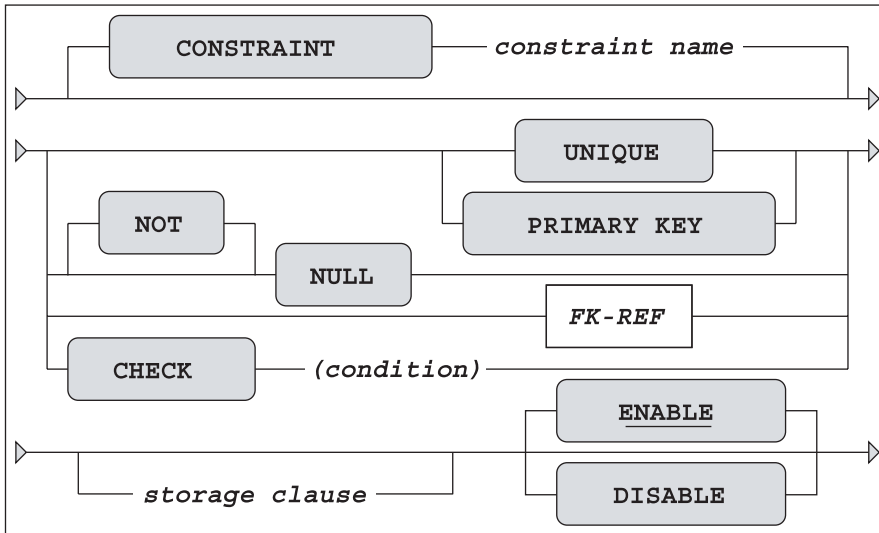 CONSTRAINT constraint name
UNIQUE
PRIMARY KEY
NOT
NULL
FK-REF
CHECK (condition)
ENABLE
storage clause
DISABLE